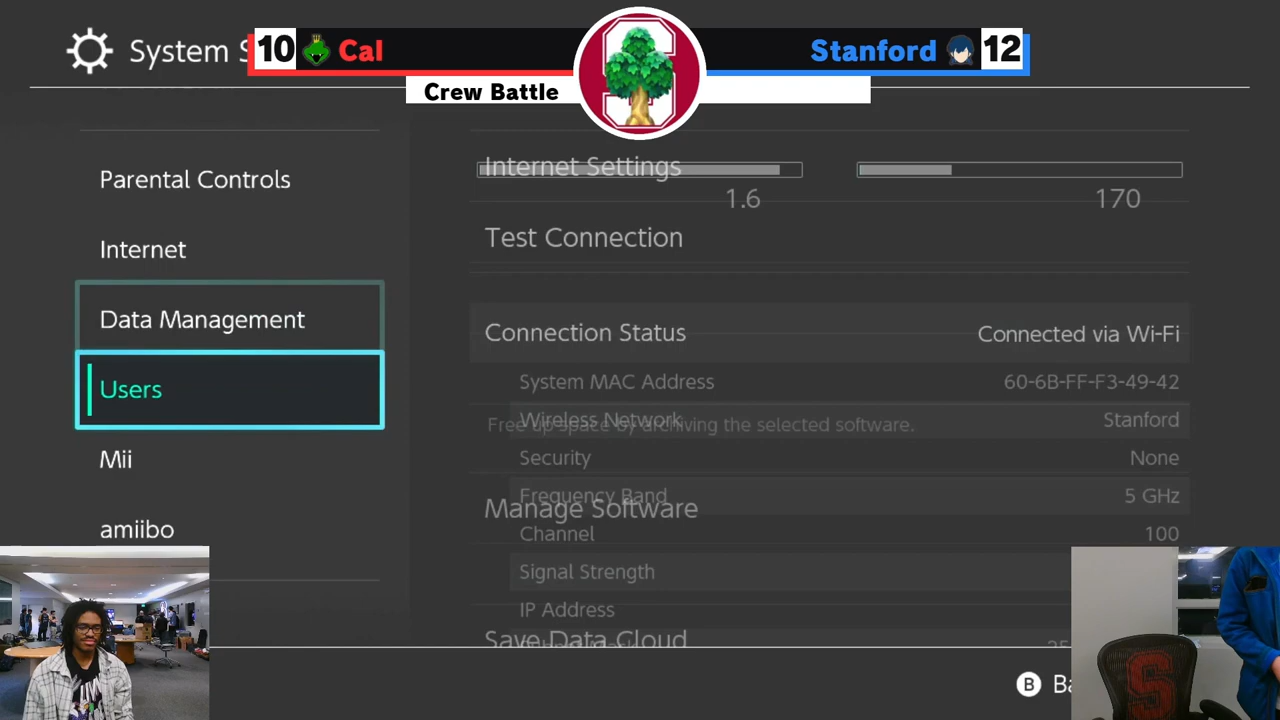 System S
10 Cal
Stanford 12
Crew Battle
Parental Controls
Internet
Data Management
Users
Mii
amiibo
Internet Settings
1.6
170
Test Connection
Connection Status Connected via Wi-Fi
System MAC Address 60-6B-FF-F3-49-42
Wireless Network Stanford
Free up space by archiving the selected software.
Security None
Frequency Band 5 GHz
Manage Software
Channel 100
Signal Strength
IP Address
Save Data Cloud
B Ba
S